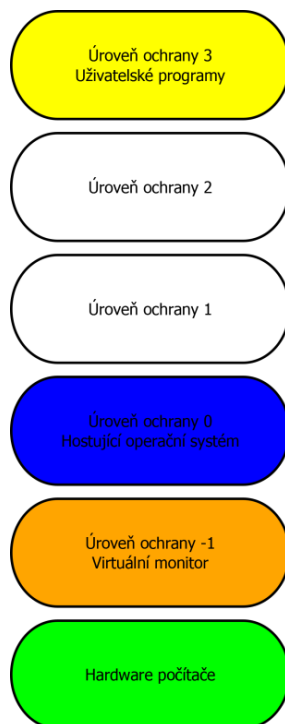 Úroveň ochrany 3
Uživatelské programy
Úroveň ochrany 2
Úroveň ochrany 1
Úroveň ochrany 0
Hostující operační systém
Úroveň ochrany -1
Virtuální monitor
Hardware počítače